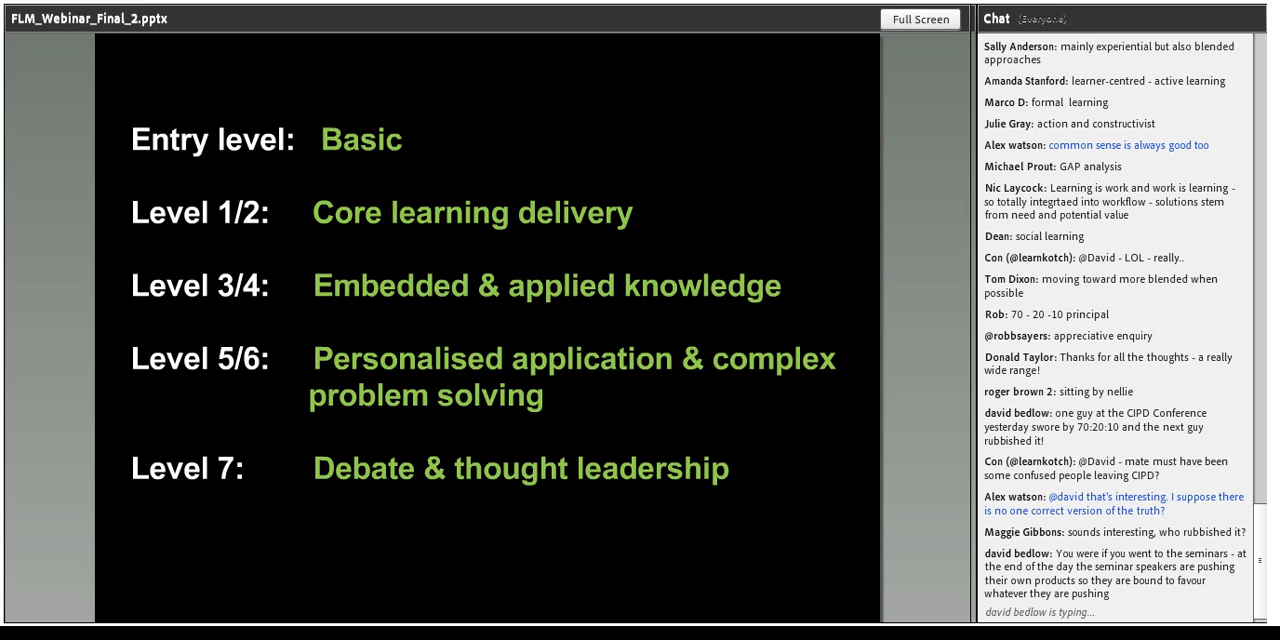 FLM_Webinar_Final_2.pptx
Full Screen
Entry level: Basic
Level 1/2: Core learning delivery
Level 3/4: Embedded & applied knowledge
Level 5/6: Personalised application & complex
problem solving
Level 7: Debate & thought leadership
Chat (Everyone)
Sally Anderson: mainly experiential but also blended
approaches
Amanda Stanford: learner-centred - active learning
Marco D: formal learning
Julie Gray: action and constructivist
Alex watson: common sense is always good too
Michael Prout: GAP analysis
Nic Laycock: Learning is work and work is learning -
so totally integrtaed into workflow - solutions stem
from need and potential value
Dean: social learning
Con (@learnkotch): @David - LOL - really..
Tom Dixon: moving toward more blended when
possible
Rob: 70 - 20 -10 principal
@robbsayers: appreciative enquiry
Donald Taylor: Thanks for all the thoughts - a really
wide range!
roger brown 2: sitting by nellie
david bedlow: one guy at the CIPD Conference
yesterday swore by 70:20:10 and the next guy
rubbished it!
Con (@learnkotch): @David - mate must have been
some confused people leaving CIPD?
Alex watson: @david that's interesting. I suppose there
is no one correct version of the truth?
Maggie Gibbons: sounds interesting, who rubbished it?
david bedlow: You were if you went to the seminars - at
the end of the day the seminar speakers are pushing
their own products so they are bound to favour
whatever they are pushing
david bedlow is typing...